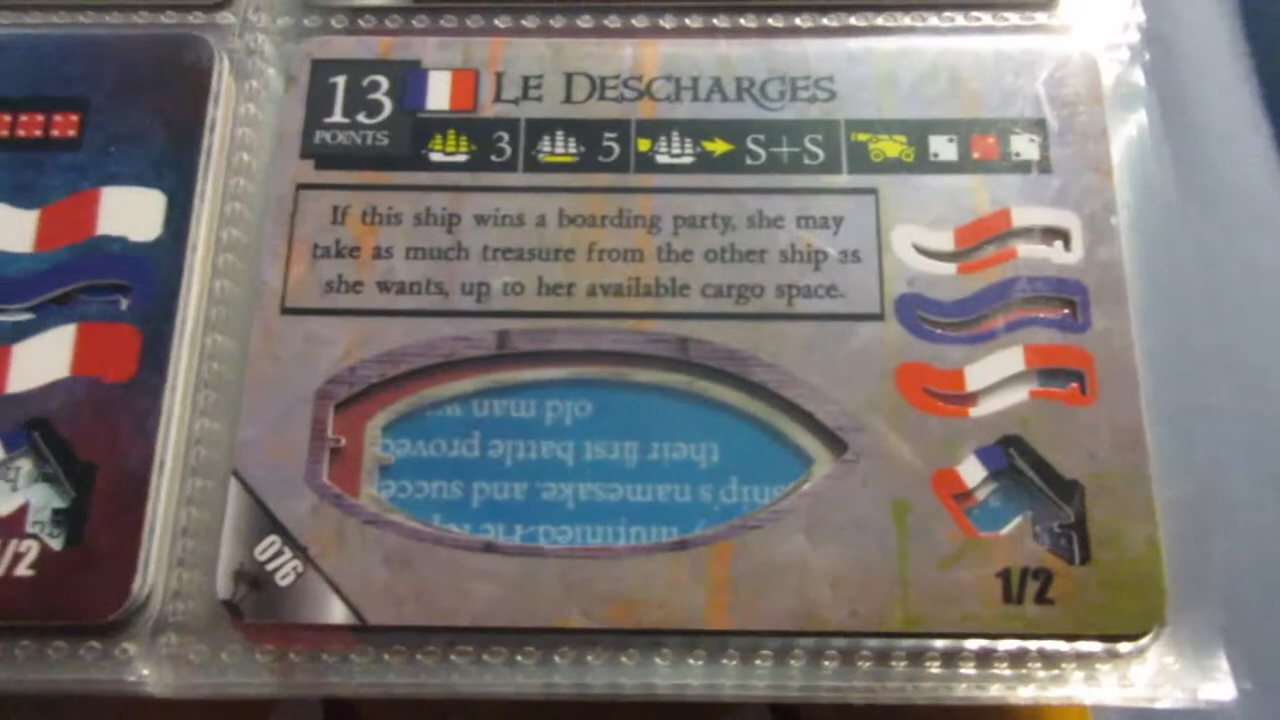 13
POINTS
LE DESCHARGES
3
5
S+S
If this ship wins a boarding party, she may
take as much treasure from the other ship as
she wants, up to her available cargo space.
old man
their first battle proved
ship's namesake, and
076
1/2
1/2